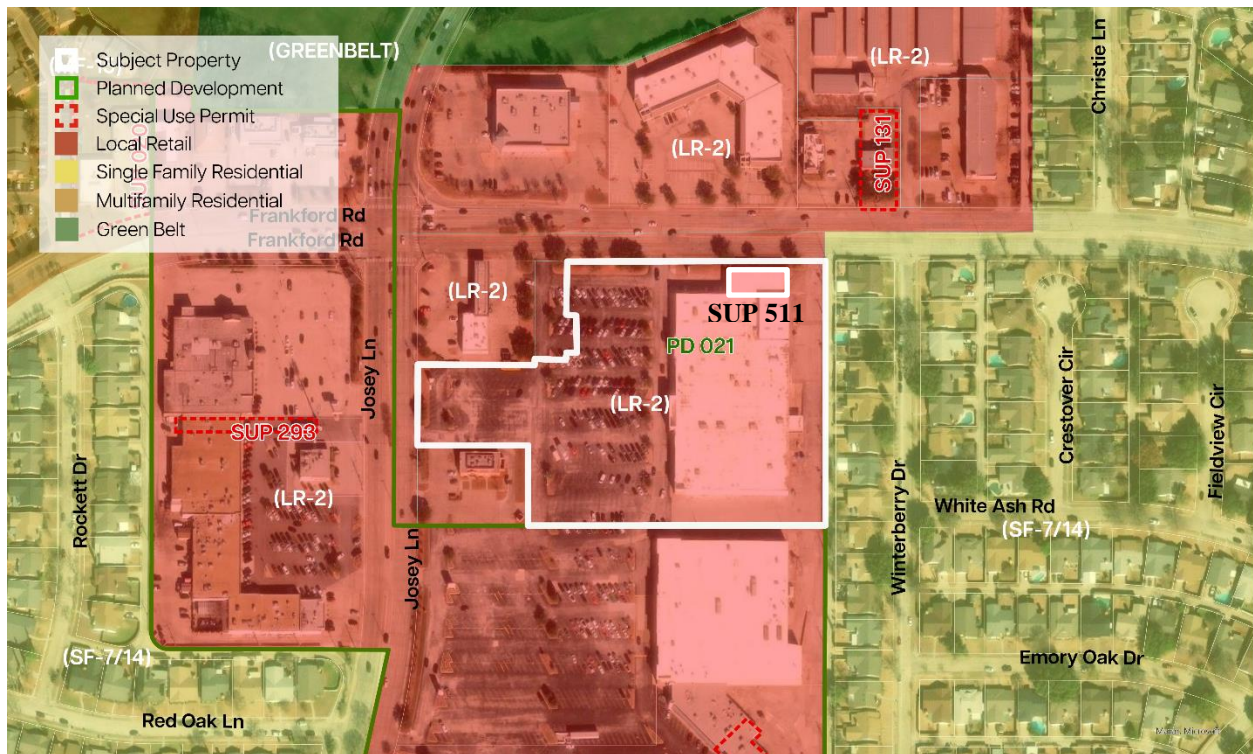 (GREENBELT)
Subject Property
Planned Development
Special Use Permit
Local Retail
Single Family Residential
Multifamily Residential
Green Belt
Frankford Rd
Frankford Rd
(LR-2)
(LR-2)
SUP 131
Christie Ln
(LR-2)
SUP 511
PD 021
(LR-2)
Josey Ln
SUP 293
(LR-2)
Rockett Dr
Josey Ln
Winterberry Dr
Crestover Cir
Fieldview Cir
White Ash Rd
(SF-7/14)
(SF-7/14)
Emory Oak Dr
Red Oak Ln